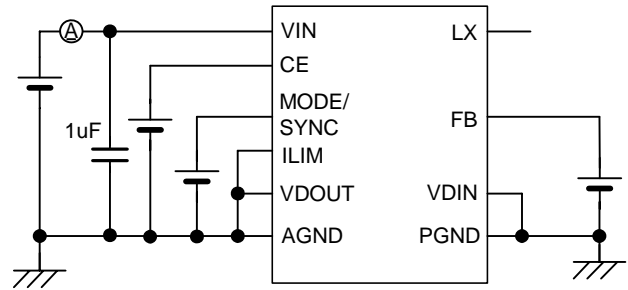 A
VIN
LX
CE
MODE/
SYNC
FB
1uF
ILIM
VDOUT
VDIN
AGND
PGND